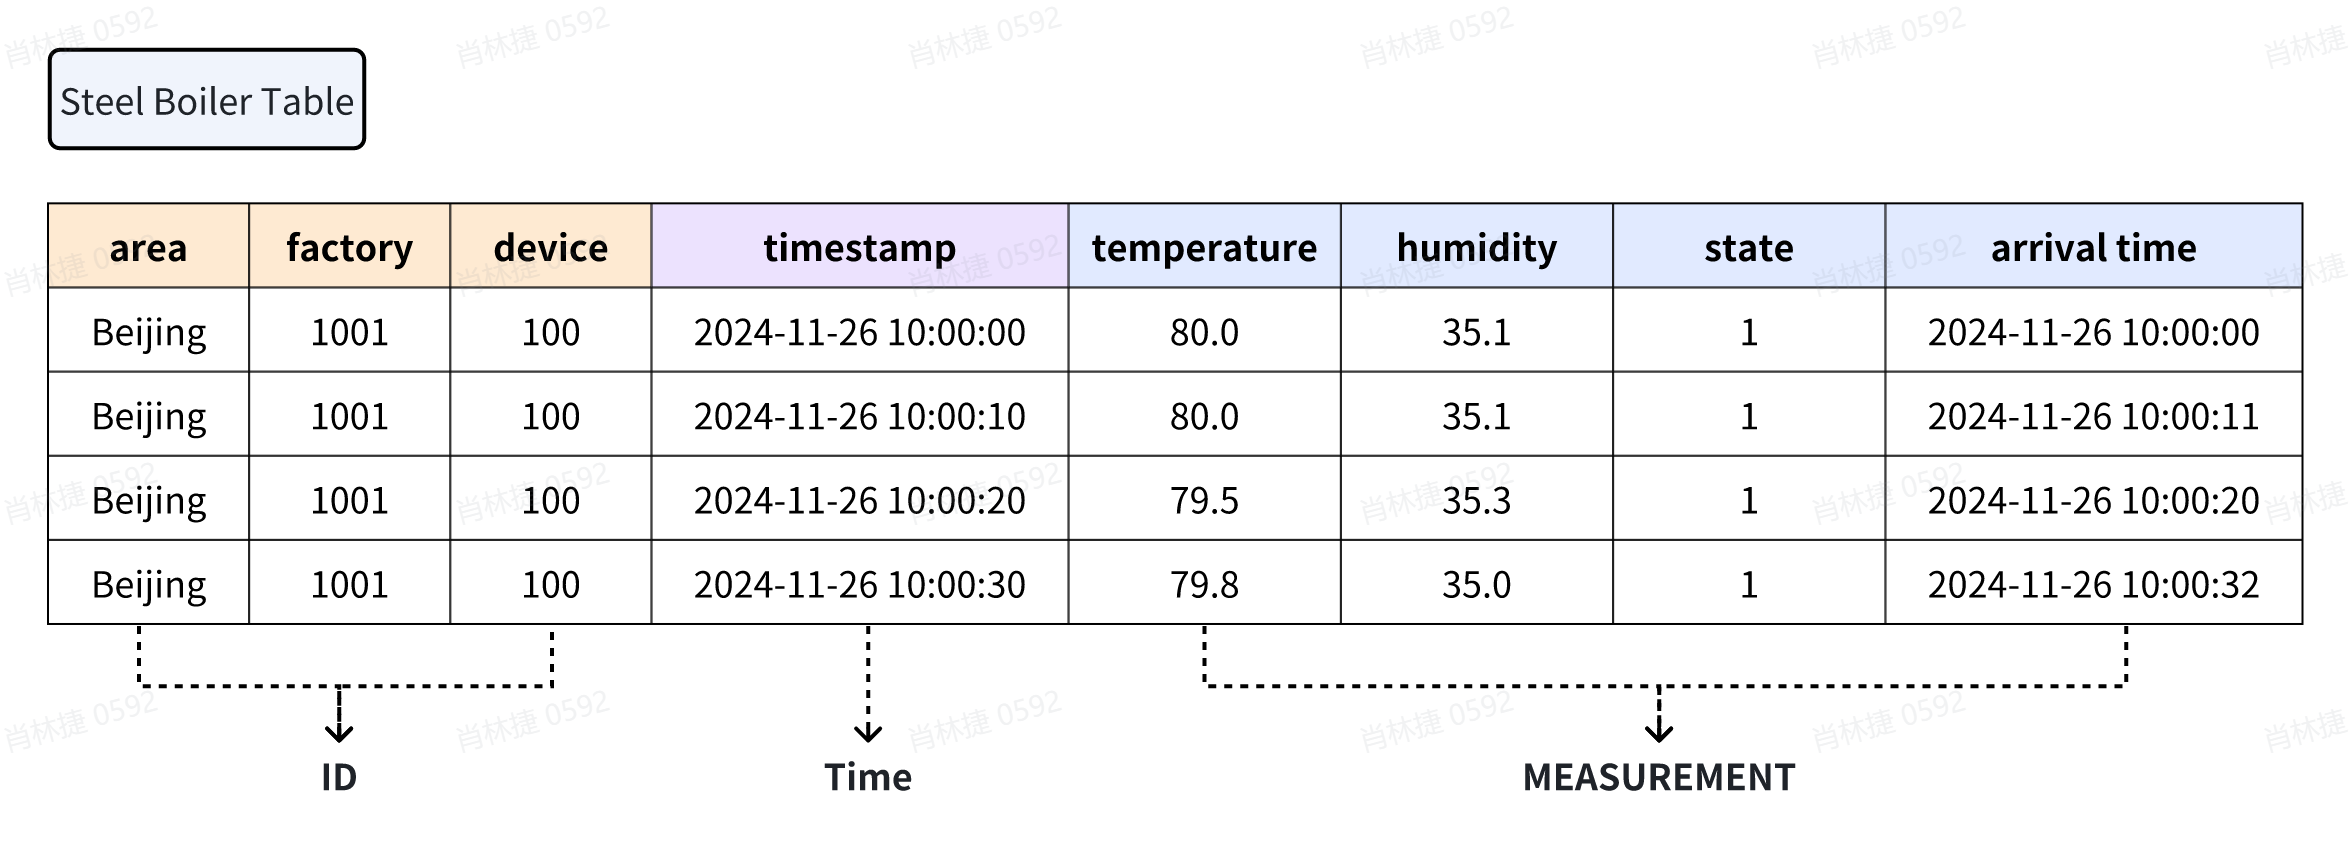 Steel Boiler Table
area factory device timestamp temperature humidity state arrival time
Beijing 1001 100 2024-11-26 10:00:00 80.0 35.1 1 2024-11-26 10:00:00
Beijing 1001 100 2024-11-26 10:00:10 80.0 35.1 1 2024-11-26 10:00:11
Beijing 1001 100 2024-11-26 10:00:20 79.5 35.3 1 2024-11-26 10:00:20
Beijing 1001 100 2024-11-26 10:00:30 79.8 35.0 1 2024-11-26 10:00:32
ID Time MEASUREMENT
肖林捷 0592